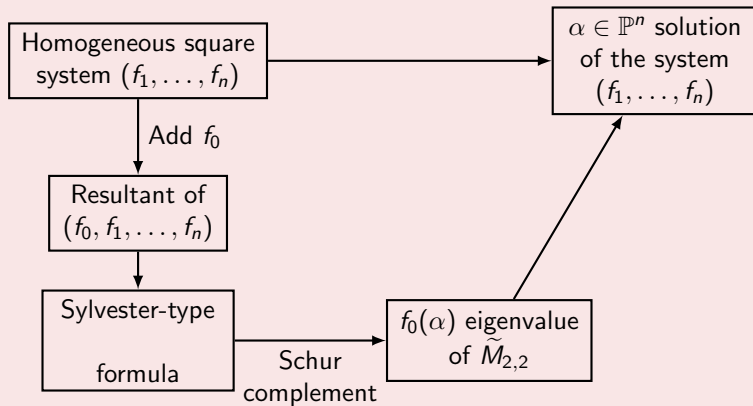 Homogeneous square
system (f₁, . . . , fₙ)
α ∈ ℙⁿ solution
of the system
(f₁, . . . , fₙ)
Add f₀
Resultant of
(f₀, f₁, . . . , fₙ)
Sylvester-type
formula
Schur
complement
f₀(α) eigenvalue
of M̃₂,₂